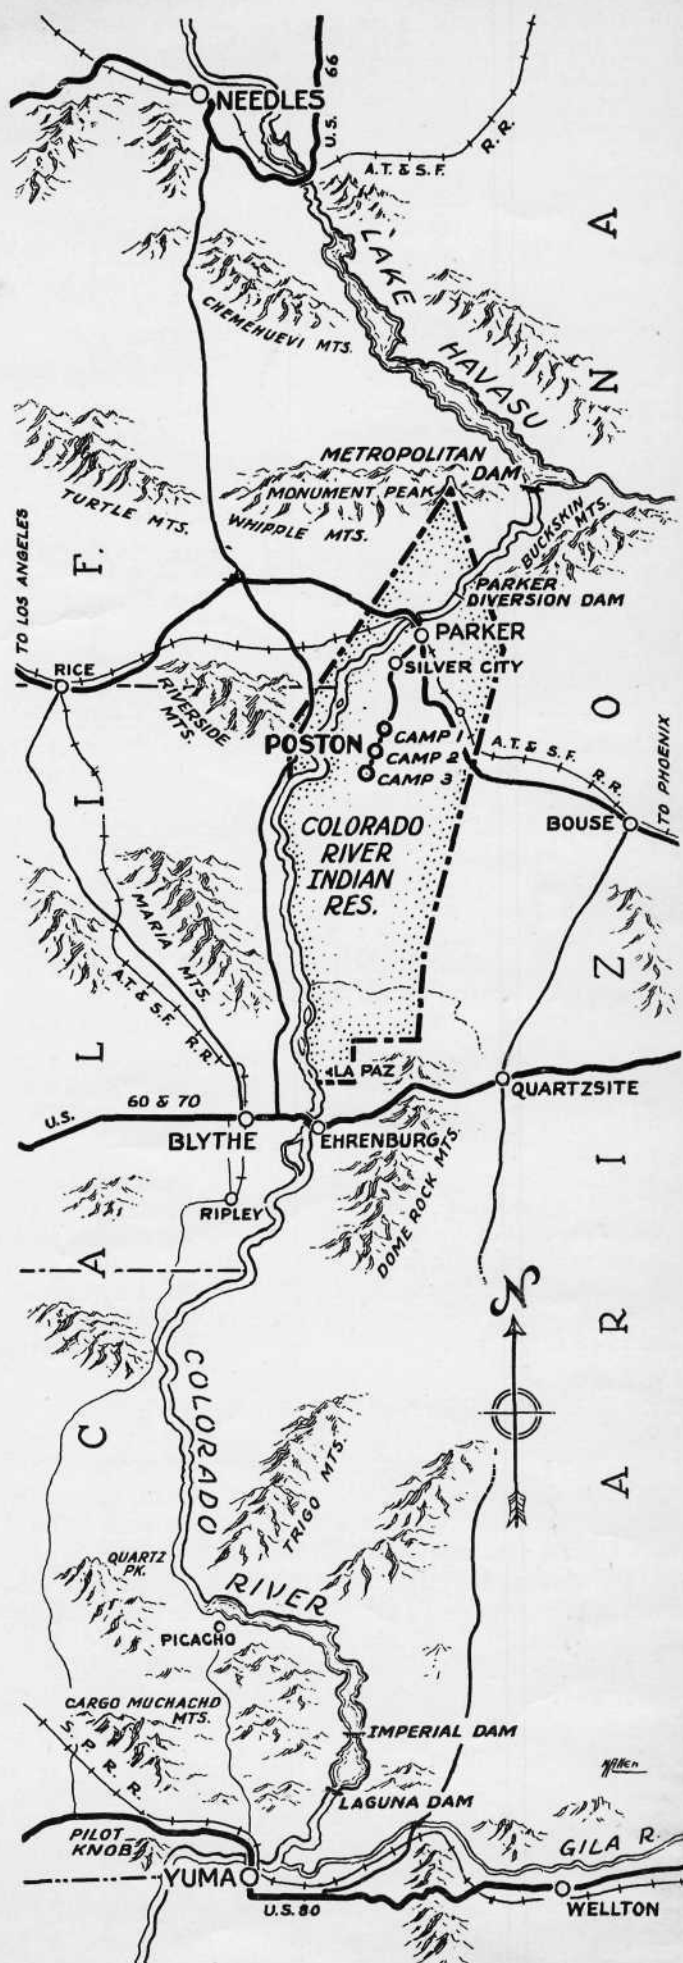 NEEDLES
U.S. 66
A.T. & S.F. R.R.
LAKE HAVASU
CHEMEHUEVI MTS.
METROPOLITAN
DAM
MONUMENT PEAK
TURTLE MTS.
WHIPPLE MTS.
BUCKSKIN
MTS.
TO LOS ANGELES
PARKER
DIVERSION DAM
PARKER
SILVER CITY
RICE
RIVERSIDE
MTS.
POSTON
CAMP 1
CAMP 2
CAMP 3
A.T. & S.F. R.R.
TO PHOENIX
BOUSE
COLORADO
RIVER
INDIAN
RES.
MARIA MTS.
A.T. & S.F. R.R.
LA PAZ
QUARTZSITE
U.S. 60 & 70
BLYTHE
EHRENBURG
DOME ROCK MTS.
RIPLEY
N
CALIF.
ARIZONA
COLORADO RIVER
TRIGO MTS.
QUARTZ
PK.
PICACHO
CARGO MUCHACHO
MTS.
S.P. R.R.
IMPERIAL DAM
LAGUNA DAM
PILOT
KNOB
YUMA
U.S. 80
GILA R.
WELLTON